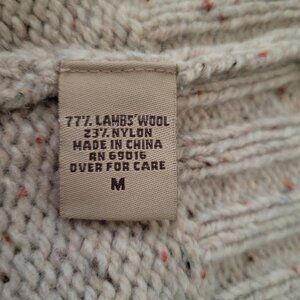 77% LAMBS' WOOL
23% NYLON
MADE IN CHINA
RN 69016
OVER FOR CARE
M